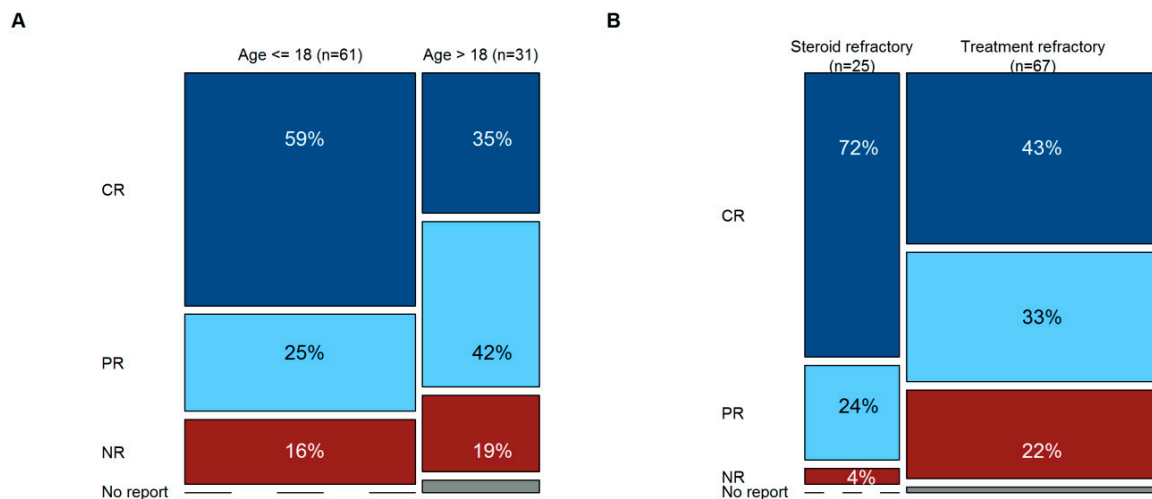 A
Age <= 18 (n=61)
Age > 18 (n=31)
59%
35%
CR
25%
42%
PR
16%
19%
NR
No report
B
Steroid refractory
(n=25)
Treatment refractory
(n=67)
72%
43%
CR
33%
24%
PR
22%
4%
NR
No report